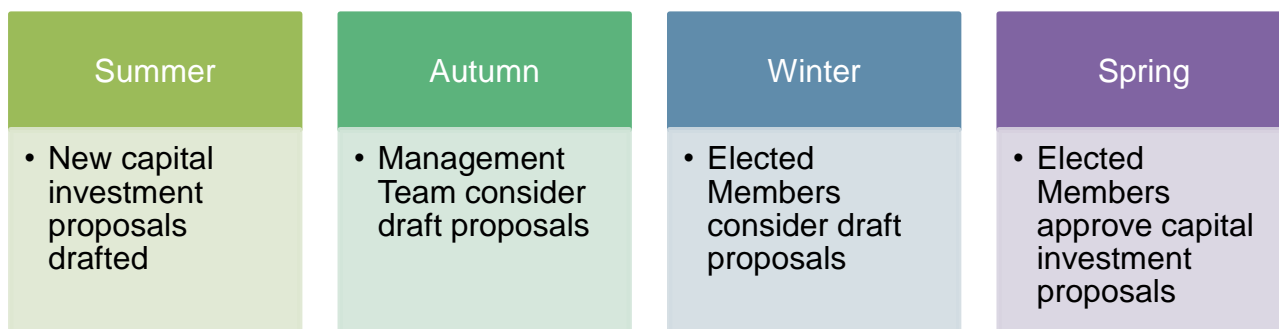 Summer
• New capital
investment
proposals
drafted
Autumn
• Management
Team consider
draft proposals
Winter
• Elected
Members
consider draft
proposals
Spring
• Elected
Members
approve capital
investment
proposals